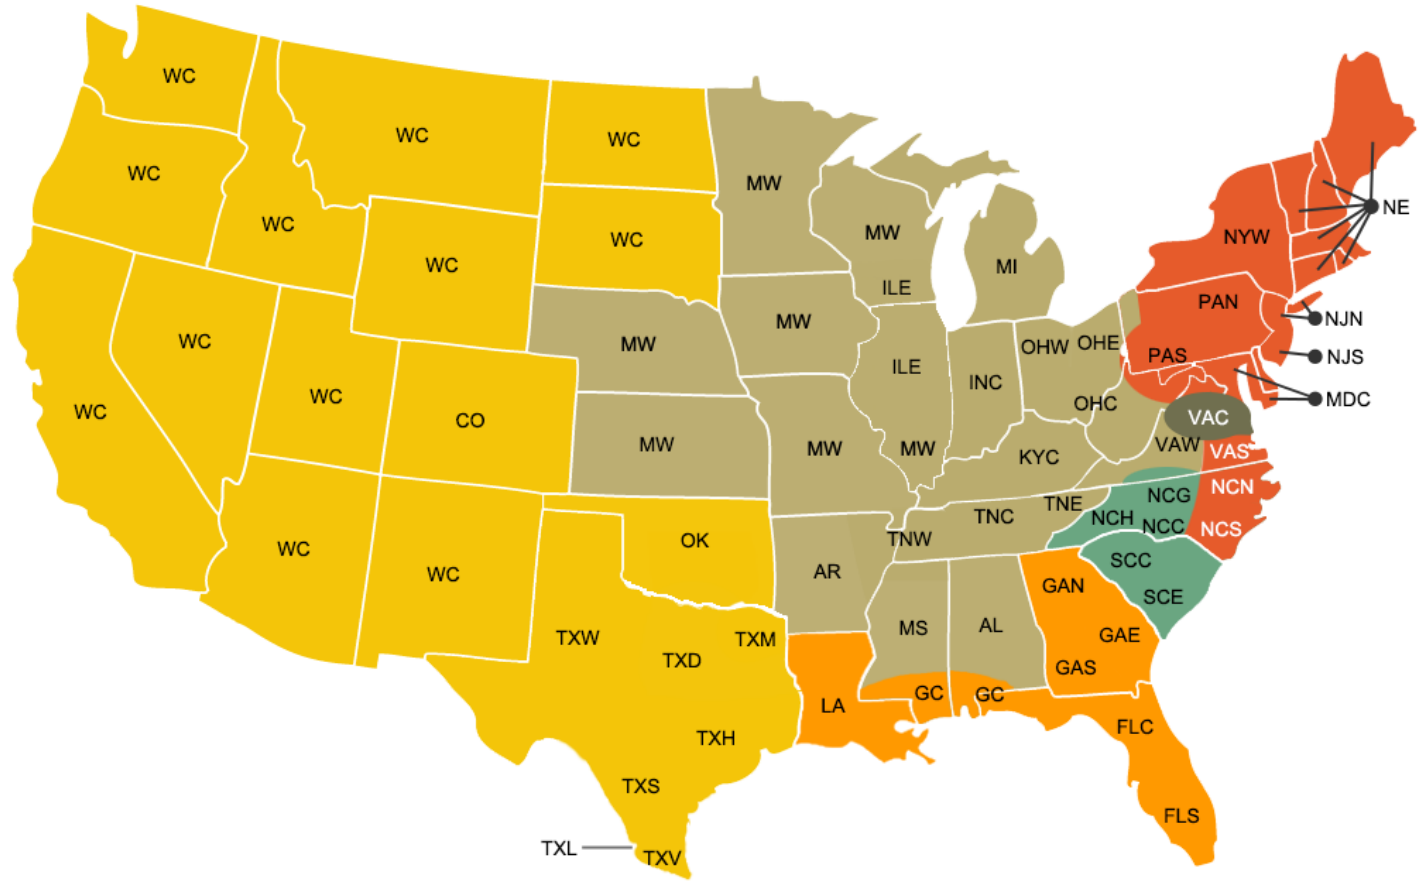 WC
WC
WC
MW
WC
WC
MW
NE
WC
MW
NYW
WC
WC
MI
ILE
PAN
MW
NJN
WC
MW
OHW
OHE
PAS
NJS
ILE
INC
WC
MDC
WC
CO
OHC
VAC
MW
MW
MW
KYC
VAW
VAS
NCN
TNE
NCG
TNC
NCH
NCC
NCS
WC
OK
TNW
SCC
WC
AR
GAN
SCE
TXW
TXM
MS
AL
GAE
TXD
GAS
GC
GC
LA
TXH
FLC
TXS
FLS
TXL
TXV